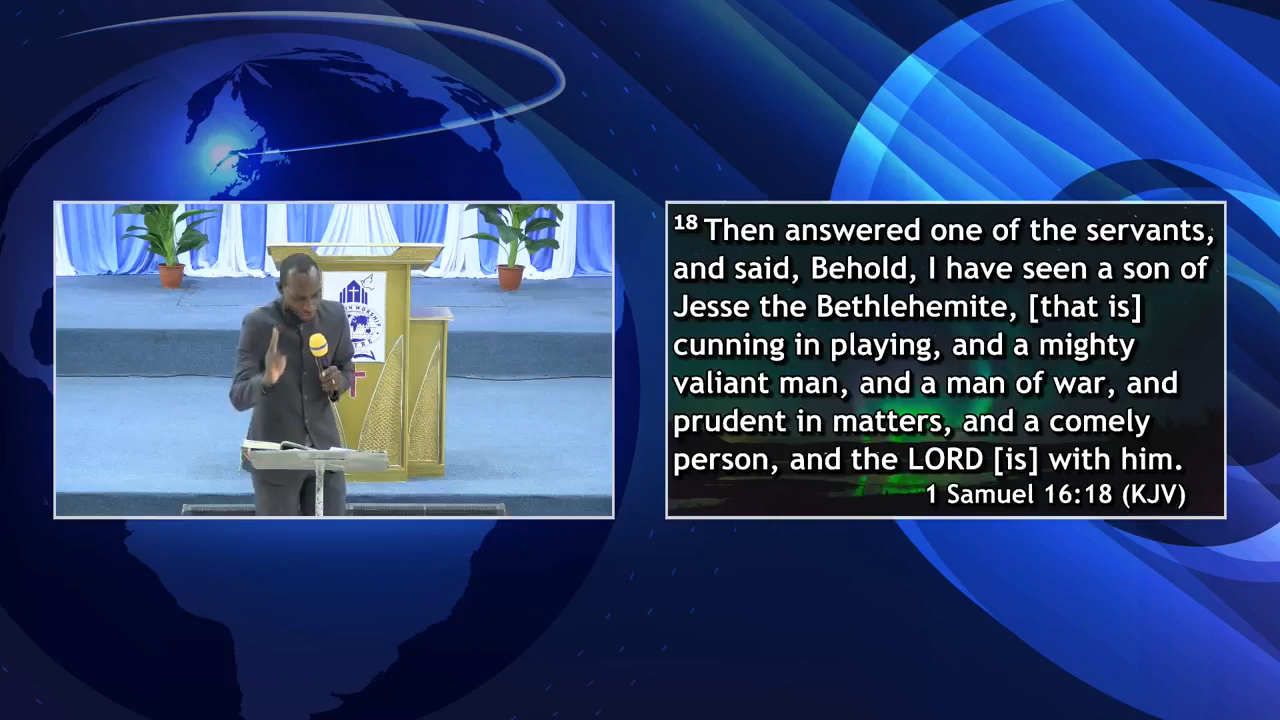 IN WORSHIP
18 Then answered one of the servants,
and said, Behold, I have seen a son of
Jesse the Bethlehemite, [that is]
cunning in playing, and a mighty
valiant man, and a man of war, and
prudent in matters, and a comely
person, and the LORD [is] with him.
1 Samuel 16:18 (KJV)